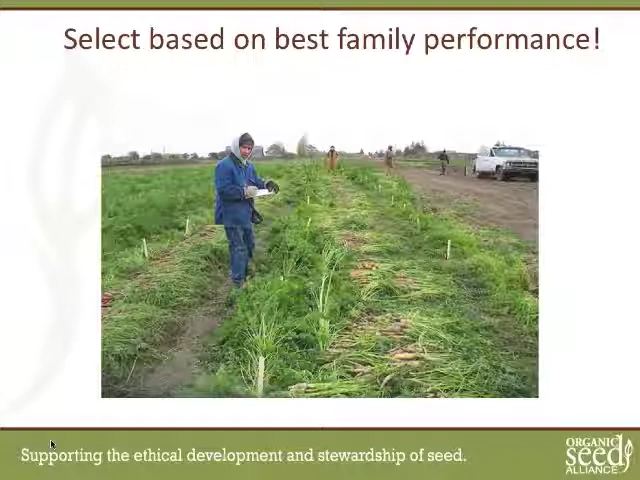 Select based on best family performance!
Supporting the ethical development and stewardship of seed.
ORGANIC
seed
ALLIANCE